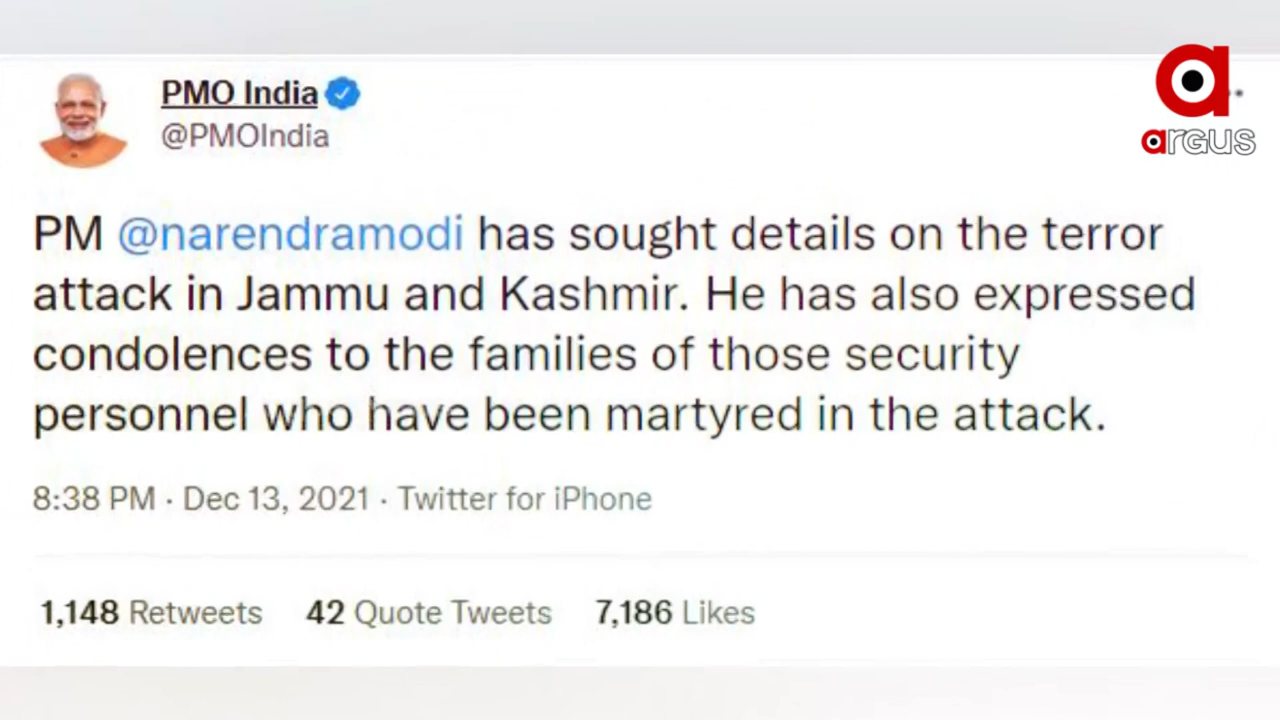 PMO India
@PMOIndia
argus
PM @narendramodi has sought details on the terror
attack in Jammu and Kashmir. He has also expressed
condolences to the families of those security
personnel who have been martyred in the attack.
8:38 PM · Dec 13, 2021 · Twitter for iPhone
1,148 Retweets 42 Quote Tweets 7,186 Likes